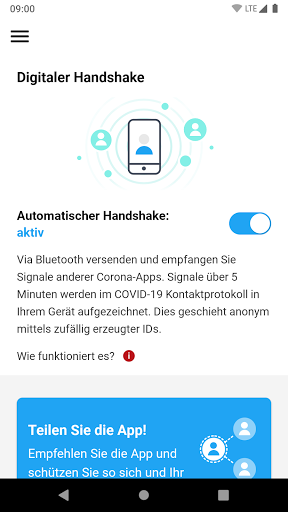 09:00
LTE
Digitaler Handshake
Automatischer Handshake:
aktiv
Via Bluetooth versenden und empfangen Sie
Signale anderer Corona-Apps. Signale über 5
Minuten werden im COVID-19 Kontaktprotokoll in
Ihrem Gerät aufgezeichnet. Dies geschieht anonym
mittels zufällig erzeugter IDs.
Wie funktioniert es? i
Teilen Sie die App!
Empfehlen Sie die App und
schützen Sie so sich und Ihr